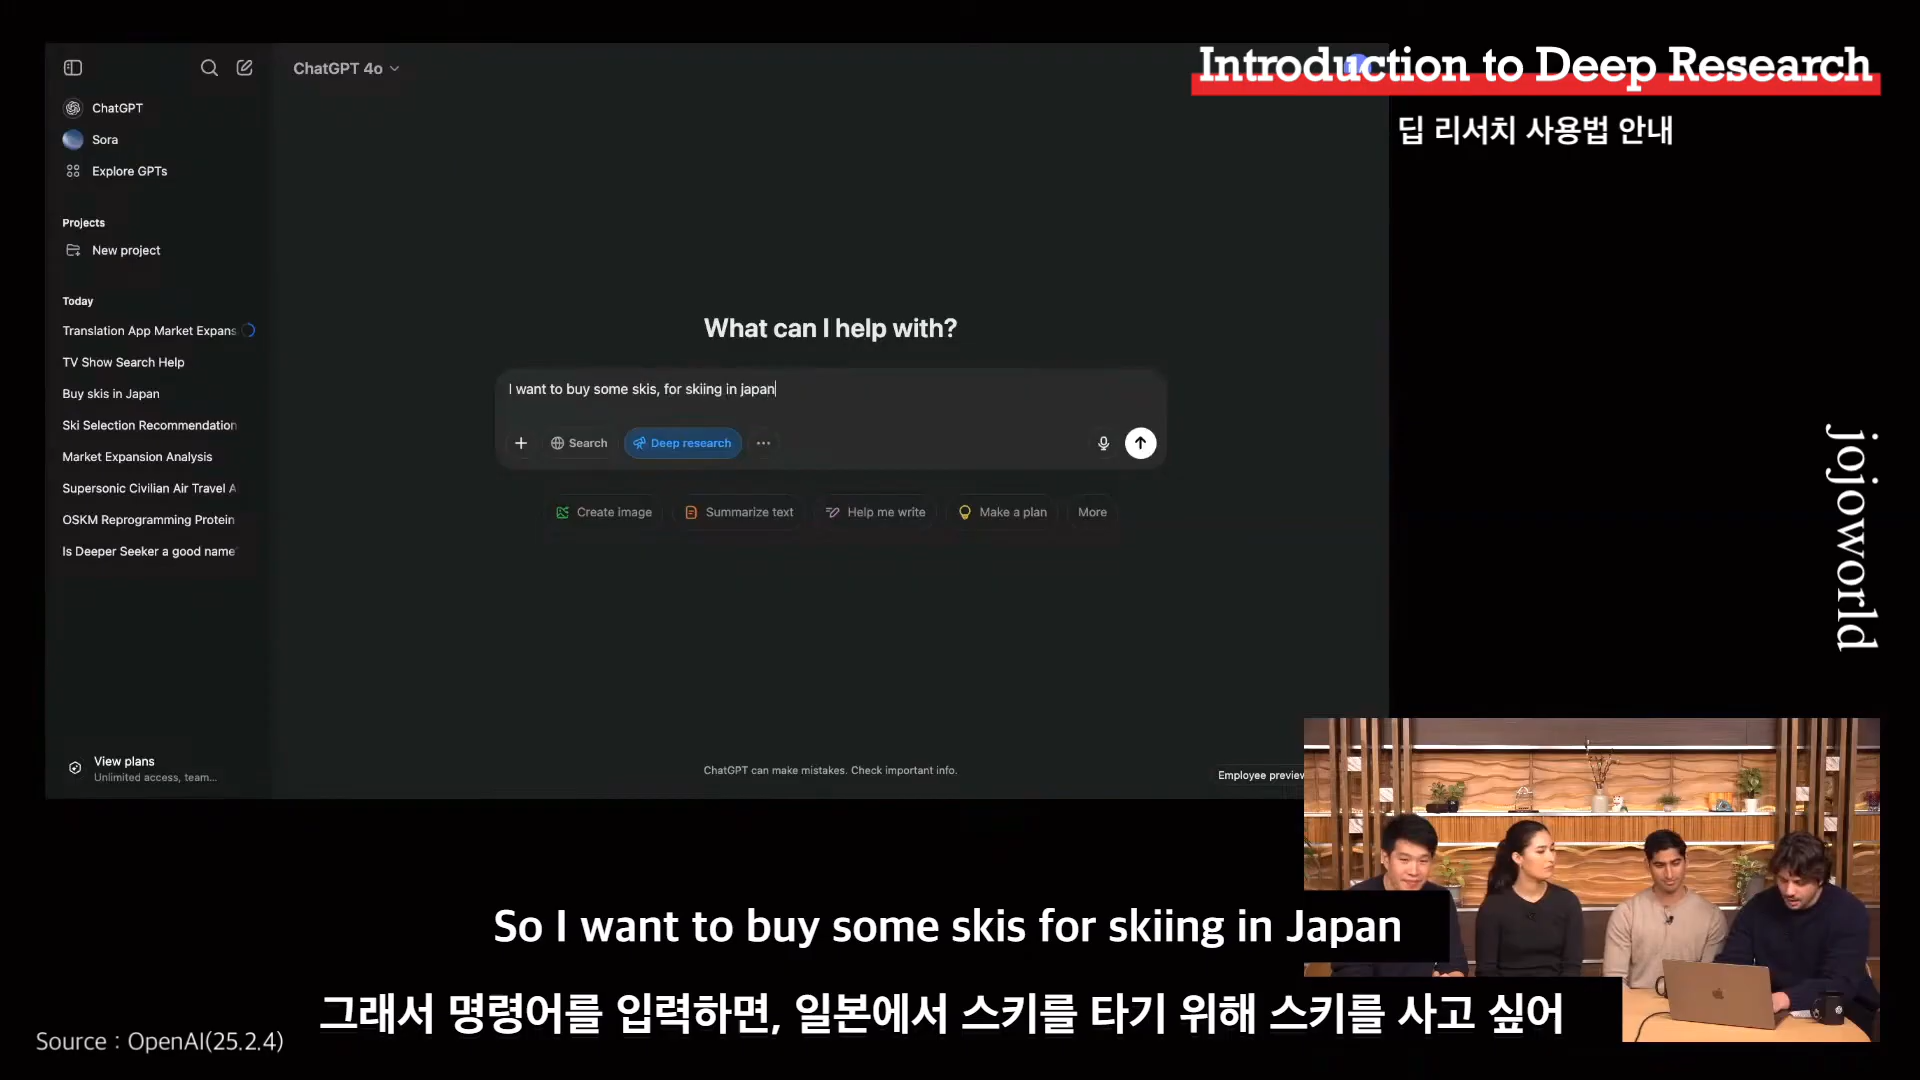 Introduction to Deep Research
딥 리서치 사용법 안내
ChatGPT 4o
ChatGPT
Sora
Explore GPTs
Projects
New project
Today
Translation App Market Expans
TV Show Search Help
Buy skis in Japan
Ski Selection Recommendation
Market Expansion Analysis
Supersonic Civilian Air Travel A
OSKM Reprogramming Protein
Is Deeper Seeker a good name
View plans
Unlimited access, team...
What can I help with?
I want to buy some skis, for skiing in japan
Search
Deep research
Create image
Summarize text
Help me write
Make a plan
More
ChatGPT can make mistakes. Check important info.
Employee preview
jojoworld
So I want to buy some skis for skiing in Japan
그래서 명령어를 입력하면, 일본에서 스키를 타기 위해 스키를 사고 싶어
Source : OpenAI(25.2.4)